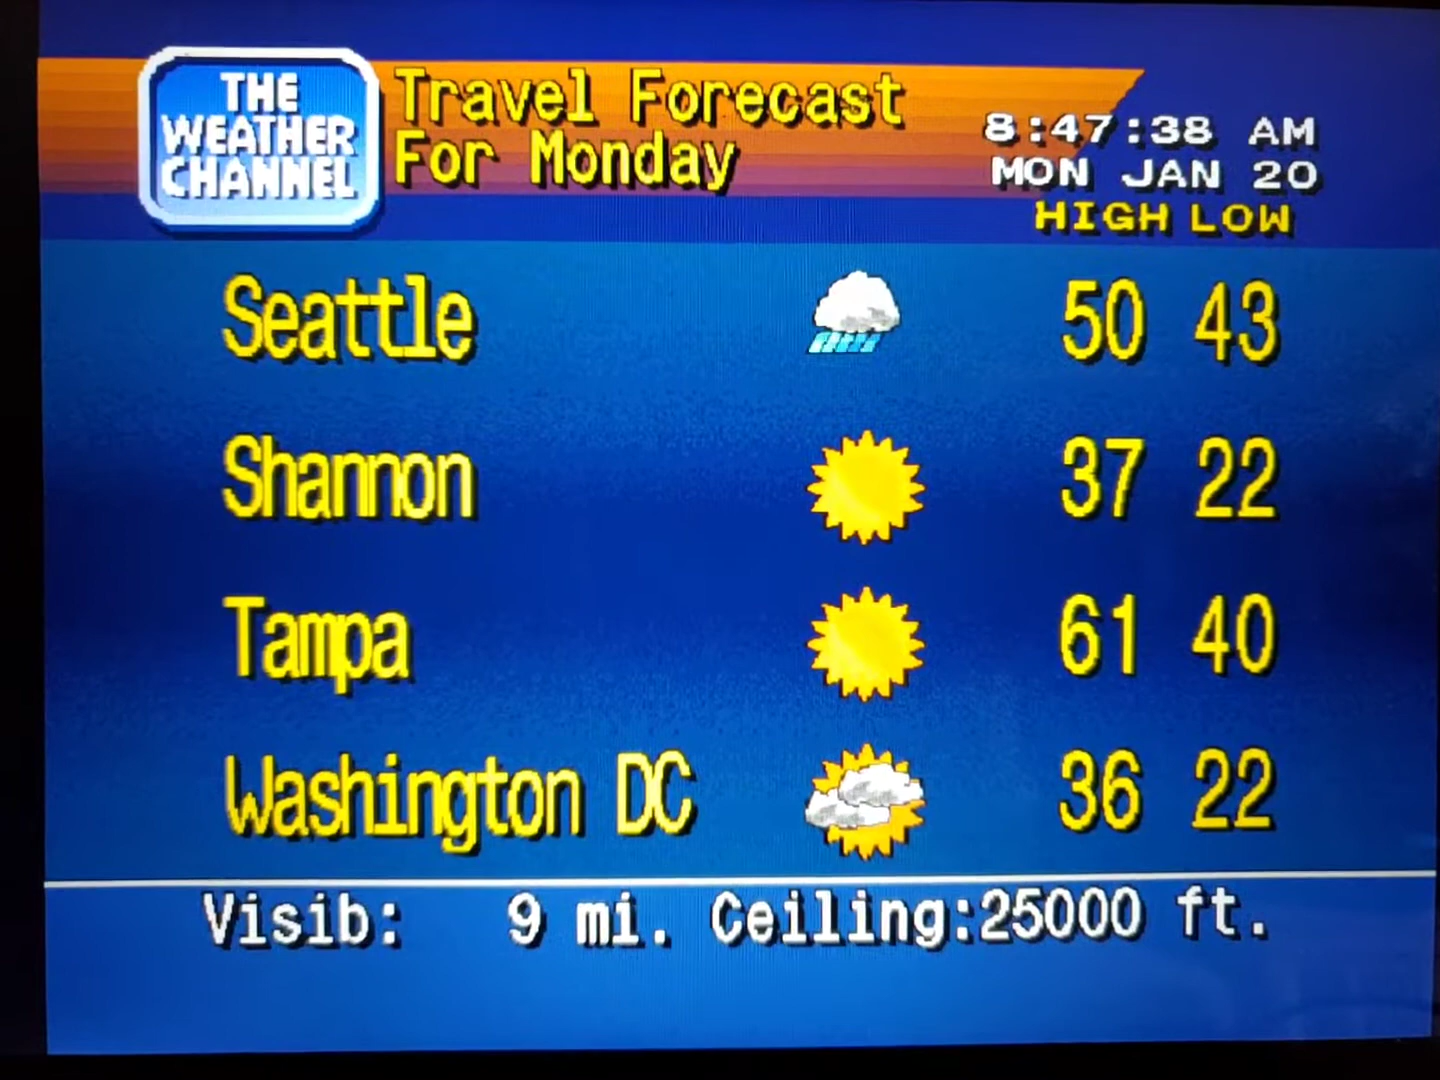 THE
WEATHER
CHANNEL
Travel Forecast
For Monday
8:47:38 AM
MON JAN 20
HIGH LOW
Seattle 50 43
Shannon 37 22
Tampa 61 40
Washington DC 36 22
Visib: 9 mi. Ceiling:25000 ft.